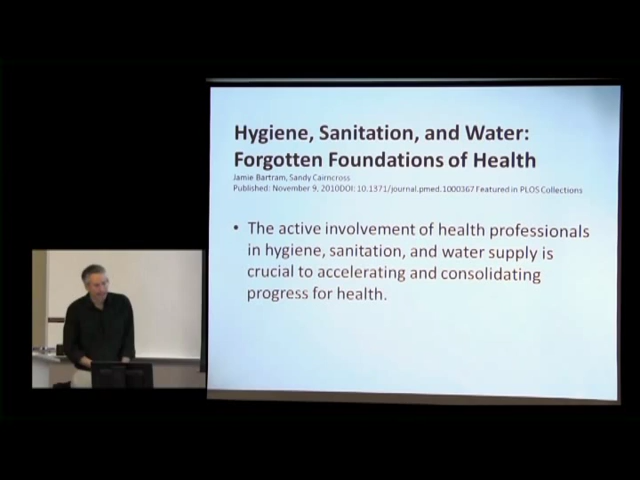 Hygiene, Sanitation, and Water:
Forgotten Foundations of Health
Jamie Bartram, Sandy Cairncross
Published: November 9, 2010DOI: 10.1371/journal.pmed.1000367 Featured in PLOS Collections
• The active involvement of health professionals
in hygiene, sanitation, and water supply is
crucial to accelerating and consolidating
progress for health.